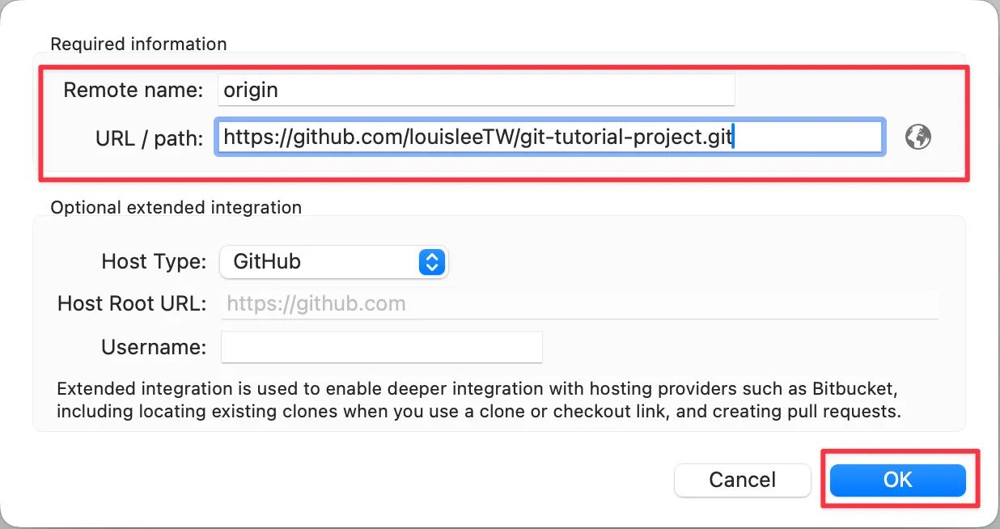 Required information
Remote name: origin
URL / path: https://github.com/louisleeTW/git-tutorial-project.git
Optional extended integration
Host Type: GitHub
Host Root URL: https://github.com
Username:
Extended integration is used to enable deeper integration with hosting providers such as Bitbucket,
including locating existing clones when you use a clone or checkout link, and creating pull requests.
Cancel OK